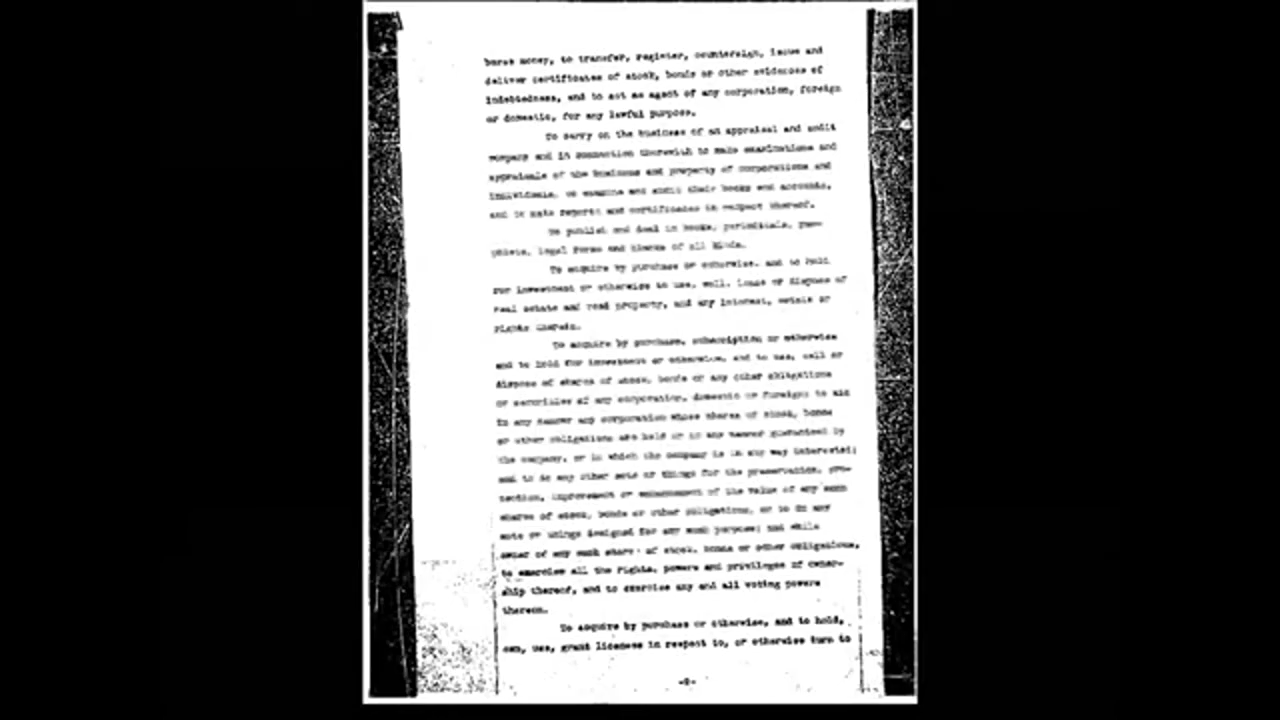 burse money, to transfer, register, countersign, issue and
deliver certificates of stock, bonds or other evidences of
indebtedness, and to act as agent of any corporation, foreign
or domestic, for any lawful purpose.
To carry on the business of an appraisal and audit
company and in connection therewith to make examinations and
appraisals of the business and property of corporations and
individuals, to examine and audit their books and accounts,
and to make reports and certificates in respect thereof.
To publish and deal in books, periodicals, pam-
phlets, legal forms and blanks of all kinds.
To acquire by purchase or otherwise, and to hold
for investment or otherwise to use, sell, lease or dispose of
real estate and real property, and any interest, estate or
rights therein.
To acquire by purchase, subscription or otherwise
and to hold for investment or otherwise, and to use, sell or
dispose of shares of stock, bonds or any other obligations
or securities of any corporation, domestic or foreign; to aid
in any manner any corporation whose shares of stock, bonds
or other obligations are held or in any manner guaranteed by
the company, or in which the company is in any way interested;
and to do any other acts or things for the preservation, pro-
tection, improvement or enhancement of the value of any such
shares of stock, bonds or other obligations, or to do any
acts or things designed for any such purpose; and while
owner of any such shares of stock, bonds or other obligations,
to exercise all the rights, powers and privileges of owner-
ship thereof, and to exercise any and all voting powers
thereon.
To acquire by purchase or otherwise, and to hold,
own, use, grant licenses in respect to, or otherwise turn to